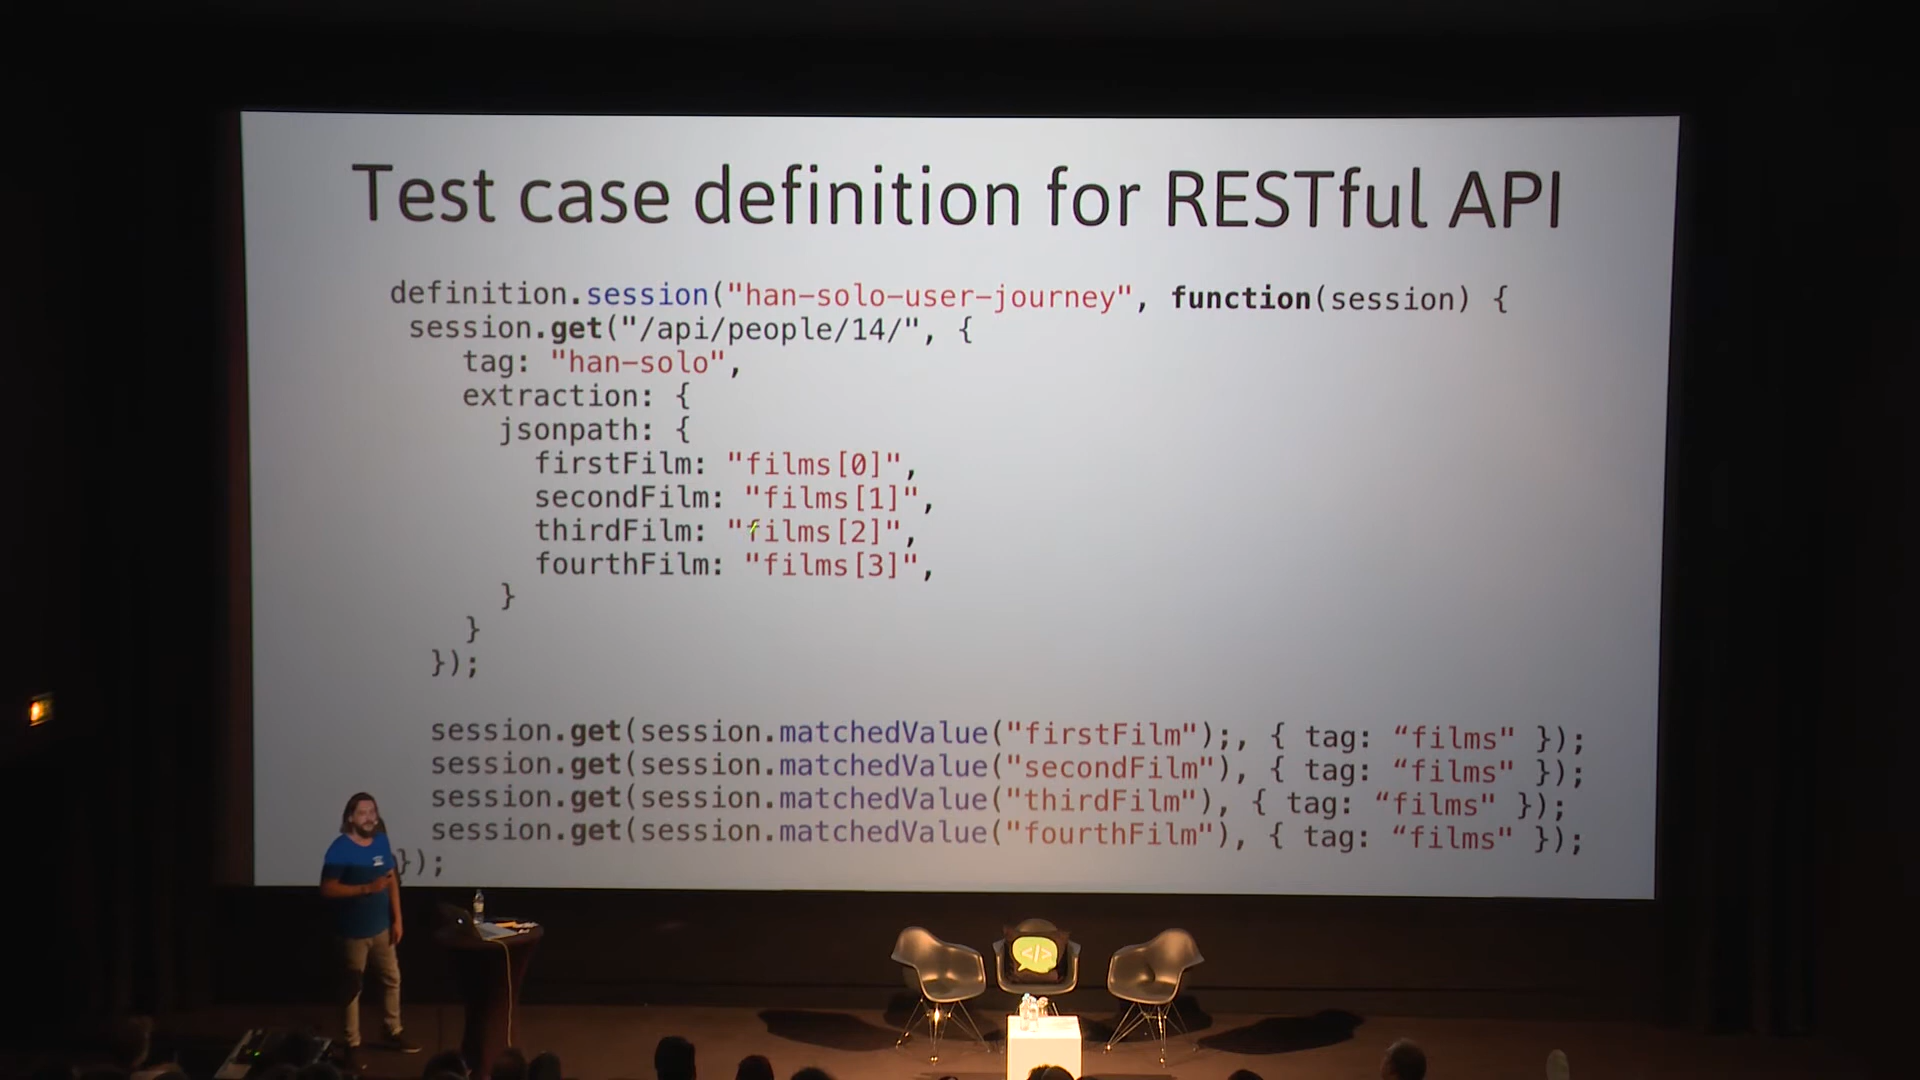 Test case definition for RESTful API
definition.session("han-solo-user-journey", function(session) {
session.get("/api/people/14/", {
tag: "han-solo",
extraction: {
jsonpath: {
firstFilm: "films[0]",
secondFilm: "films[1]",
thirdFilm: "films[2]",
fourthFilm: "films[3]",
}
}
});
session.get(session.matchedValue("firstFilm");, { tag: “films" });
session.get(session.matchedValue("secondFilm"), { tag: “films" });
session.get(session.matchedValue("thirdFilm"), { tag: “films" });
session.get(session.matchedValue("fourthFilm"), { tag: “films" });
});
</>